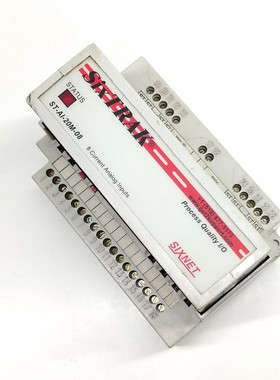 STATUS
ST-AI-20M-08
SixTRAK
8 Current Analog Inputs
Process Quality I/O
SIXNET